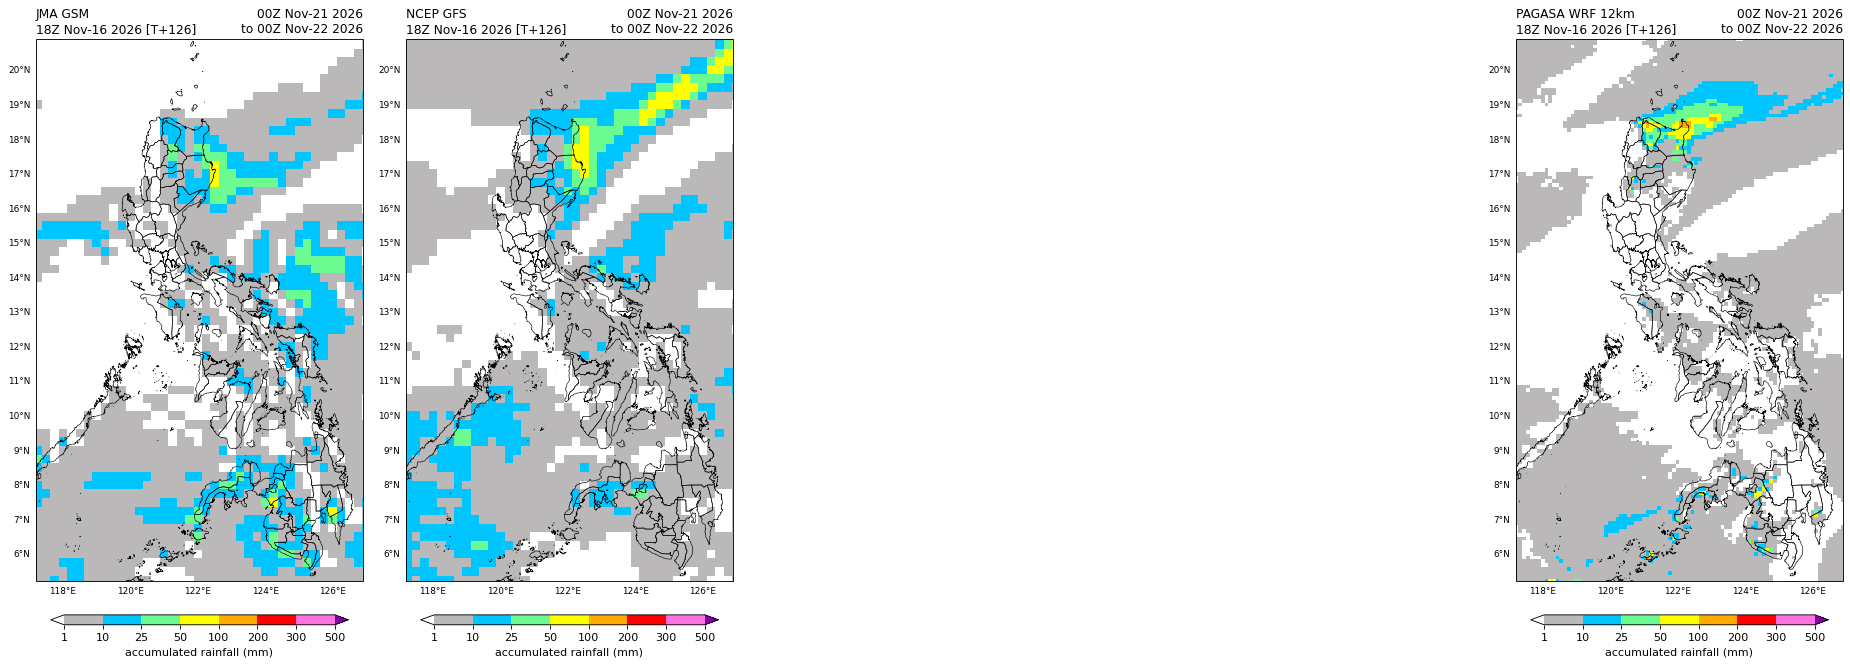 JMA GSM 00Z Nov-21 2026
18Z Nov-16 2026 [T+126] to 00Z Nov-22 2026
20°N
19°N
18°N
17°N
16°N
15°N
14°N
13°N
12°N
11°N
10°N
9°N
8°N
7°N
6°N
118°E 120°E 122°E 124°E 126°E
1 10 25 50 100 200 300 500
accumulated rainfall (mm)
NCEP GFS 00Z Nov-21 2026
18Z Nov-16 2026 [T+126] to 00Z Nov-22 2026
20°N
19°N
18°N
17°N
16°N
15°N
14°N
13°N
12°N
11°N
10°N
9°N
8°N
7°N
6°N
118°E 120°E 122°E 124°E 126°E
1 10 25 50 100 200 300 500
accumulated rainfall (mm)
PAGASA WRF 12km 00Z Nov-21 2026
18Z Nov-16 2026 [T+126] to 00Z Nov-22 2026
20°N
19°N
18°N
17°N
16°N
15°N
14°N
13°N
12°N
11°N
10°N
9°N
8°N
7°N
6°N
118°E 120°E 122°E 124°E 126°E
1 10 25 50 100 200 300 500
accumulated rainfall (mm)